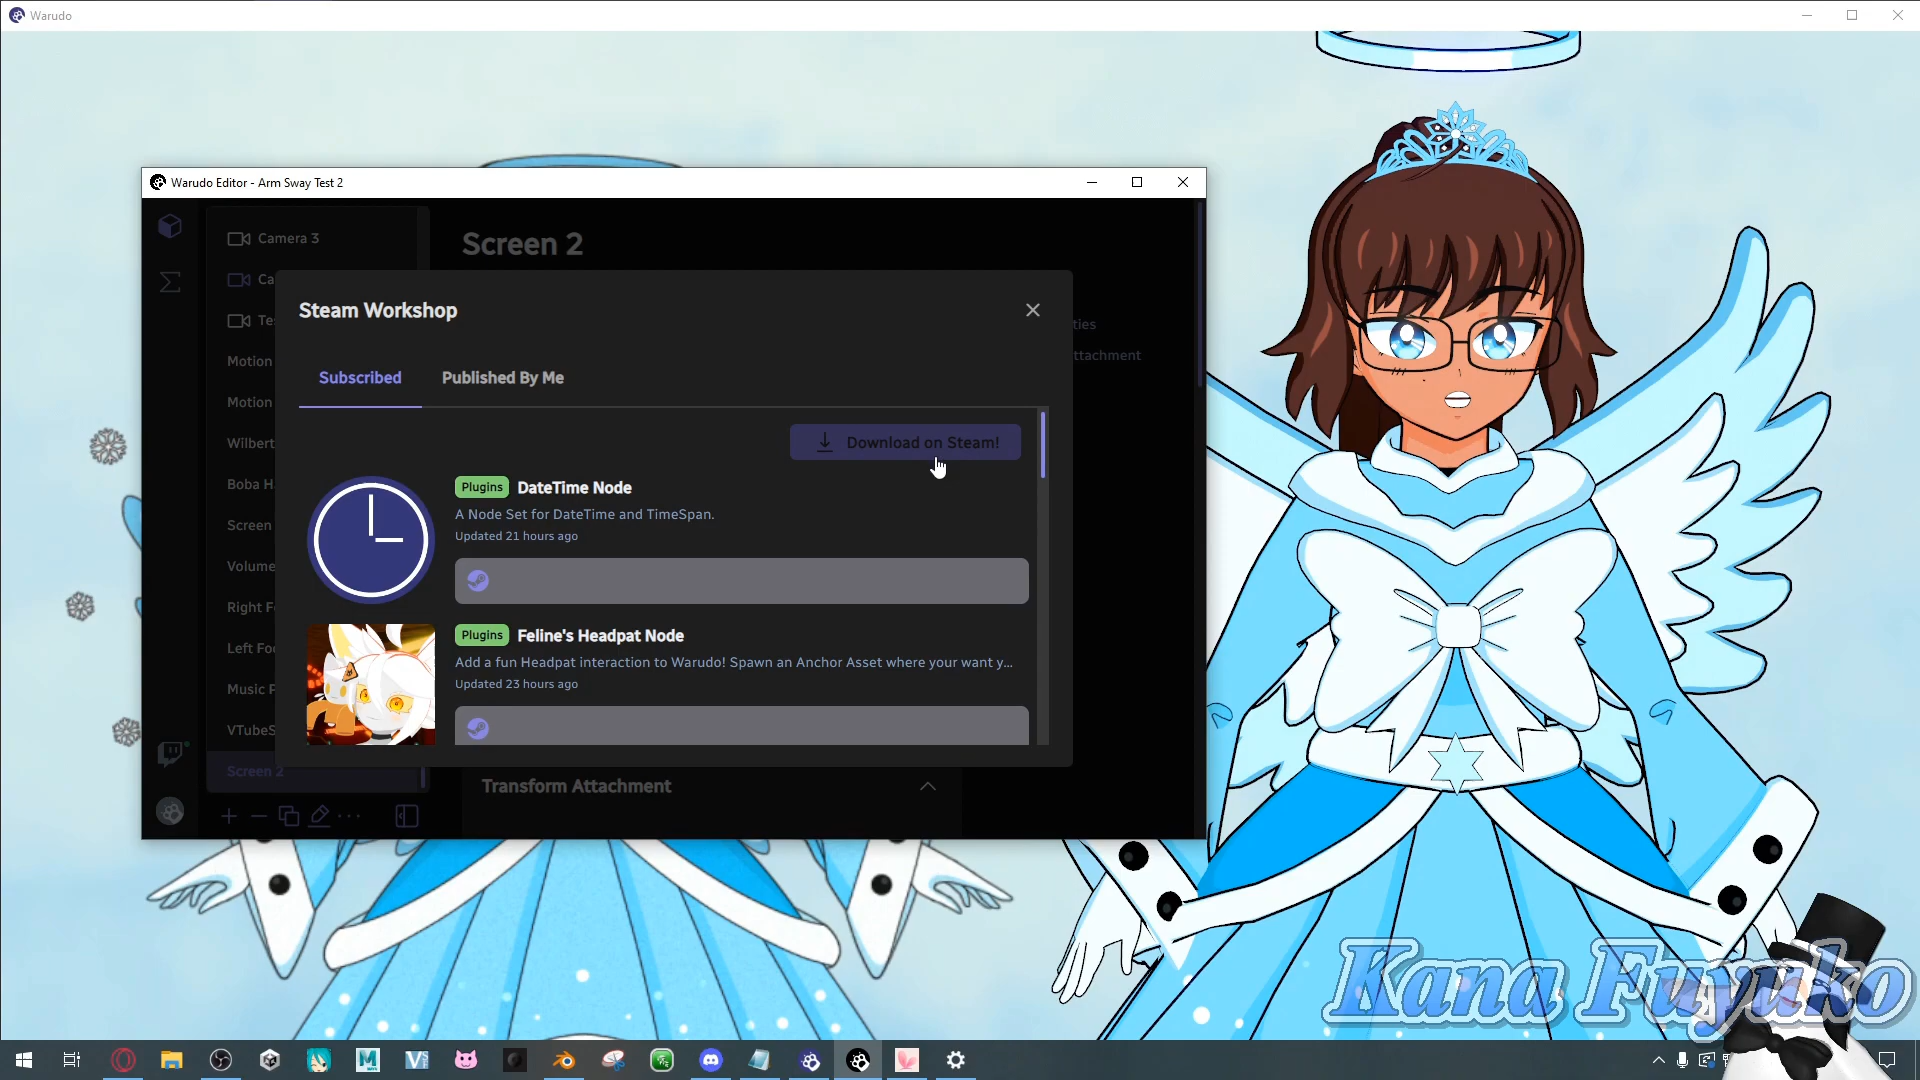 Warudo
Warudo Editor - Arm Sway Test 2
Camera 3
Ca
Te
Motion
Motion
Wilbert
Boba H
Screen
Volume
Right F
Left Foo
Music P
VTubeS
Screen 2
Screen 2
ties
ttachment
Steam Workshop
Subscribed
Published By Me
Download on Steam!
Plugins DateTime Node
A Node Set for DateTime and TimeSpan.
Updated 21 hours ago
Plugins Feline's Headpat Node
Add a fun Headpat interaction to Warudo! Spawn an Anchor Asset where your want y...
Updated 23 hours ago
Transform Attachment
Kana Fuyuko